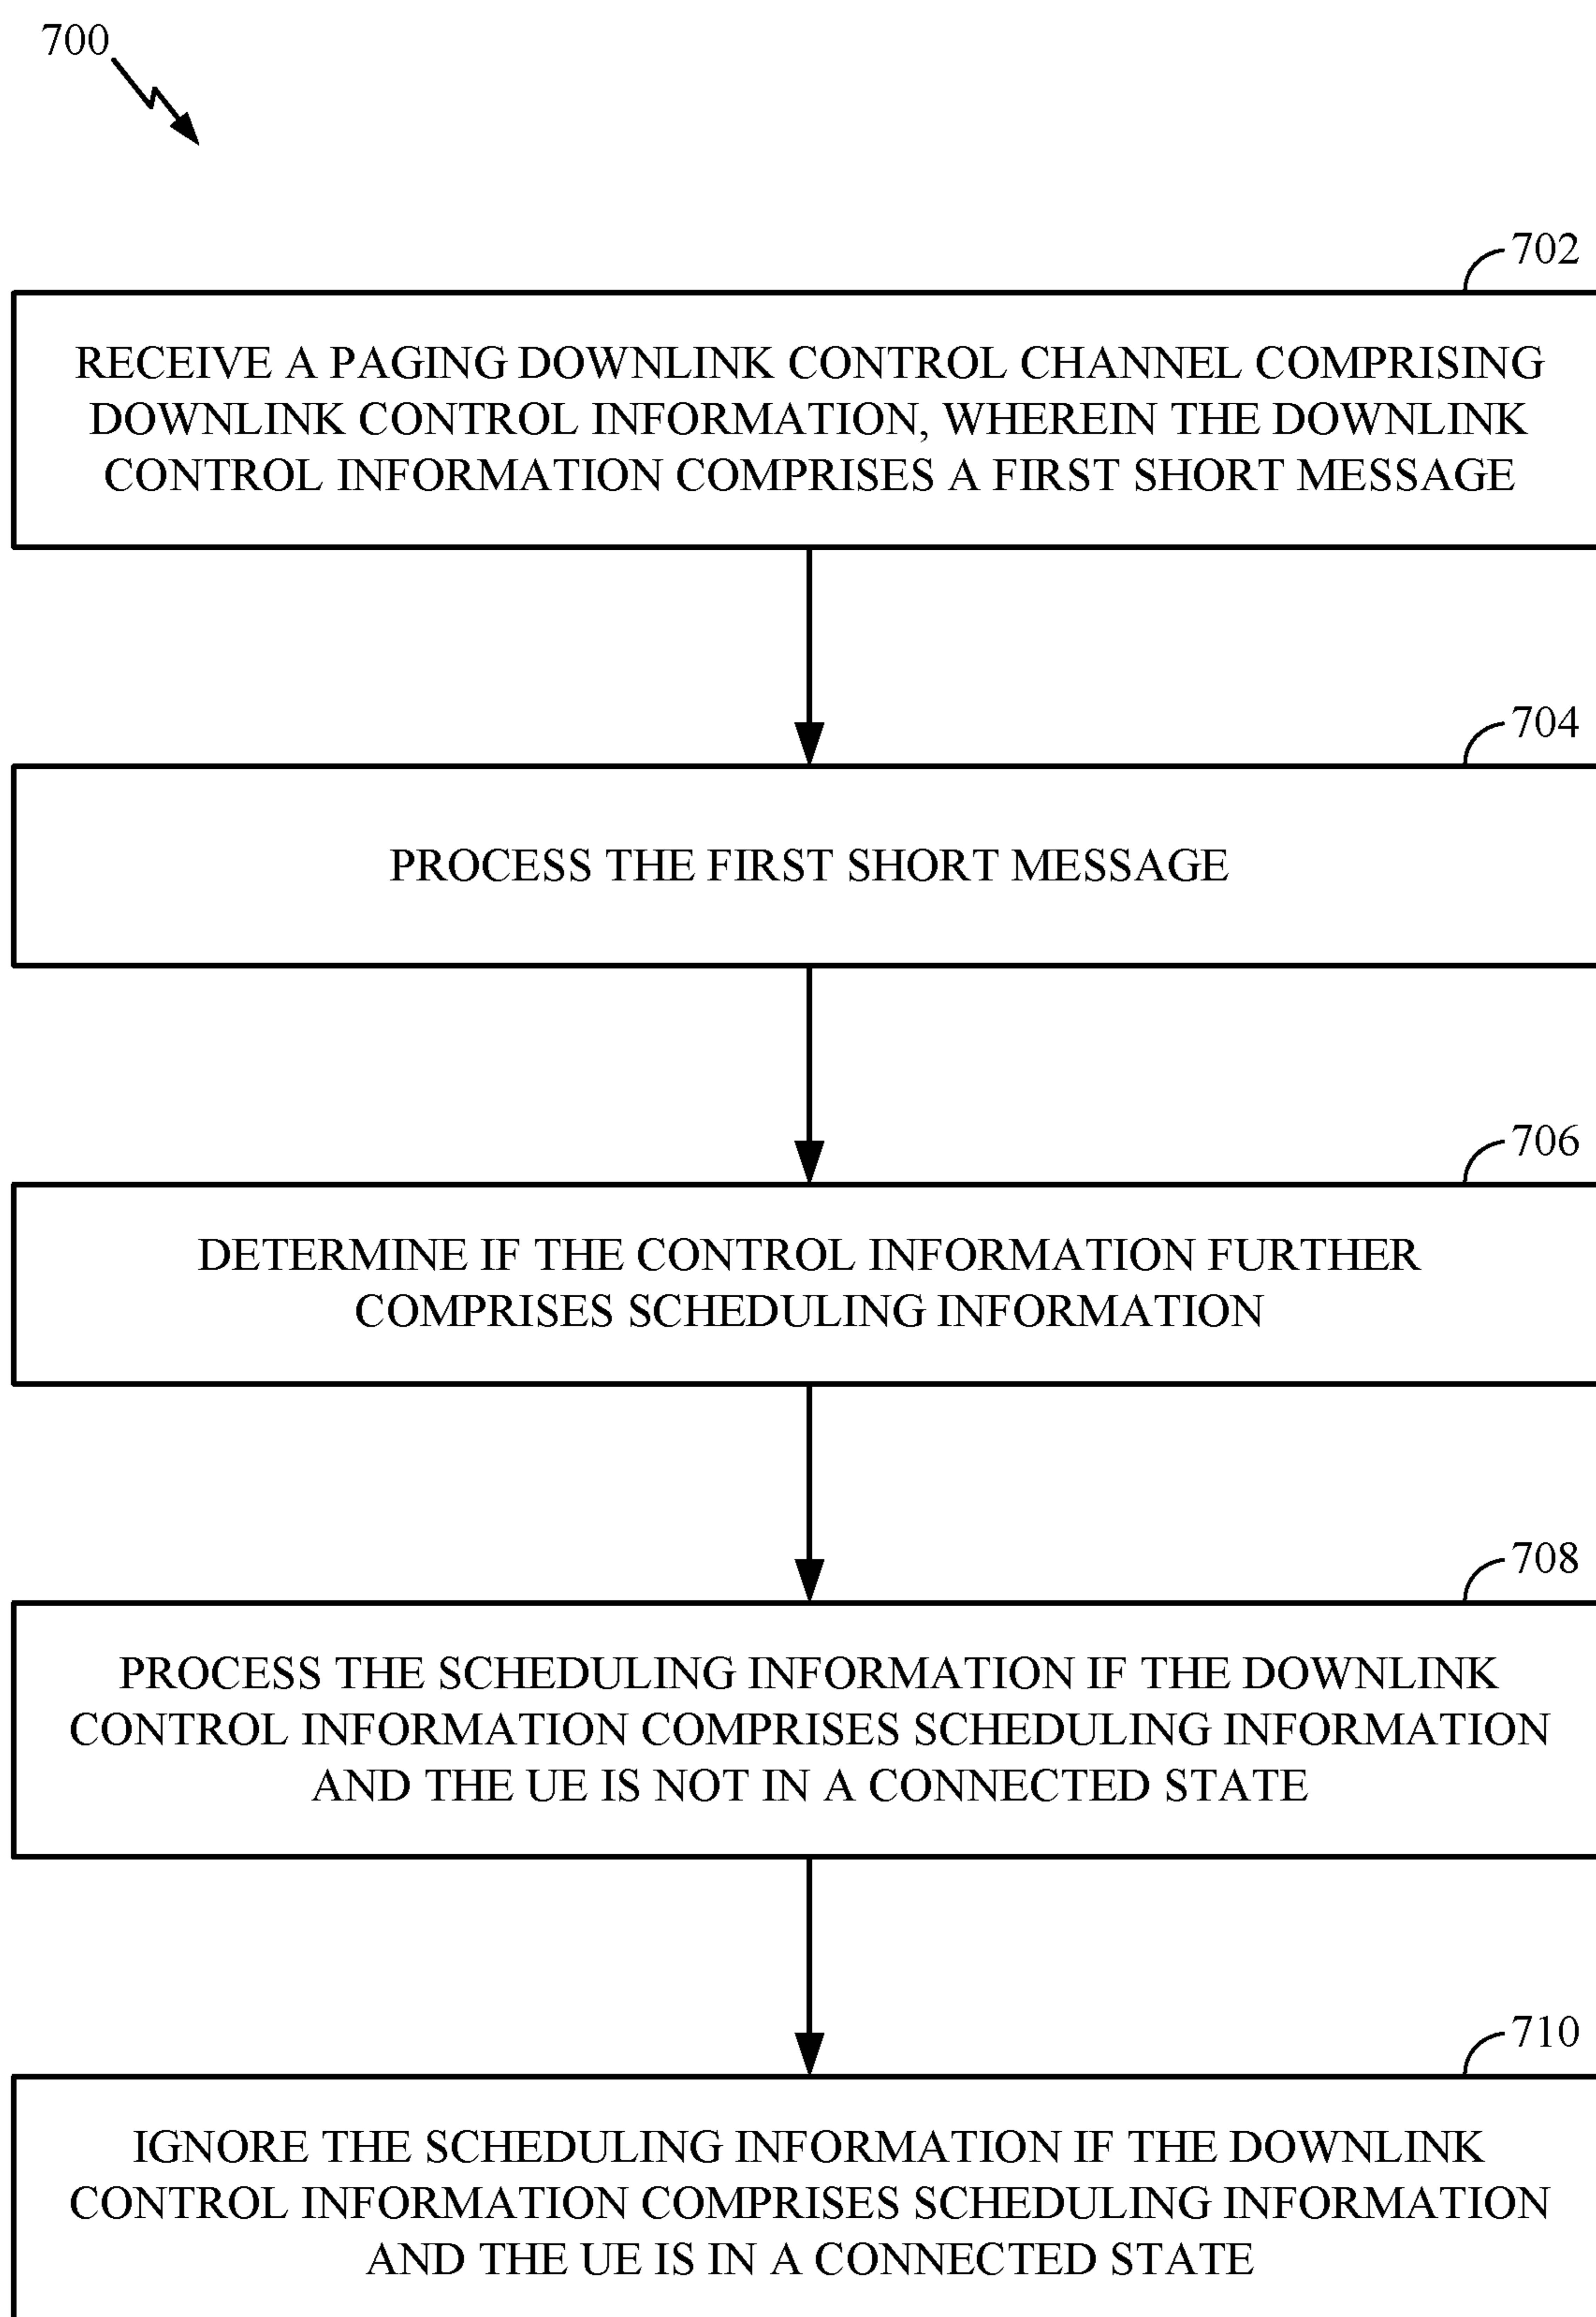 700
702
RECEIVE A PAGING DOWNLINK CONTROL CHANNEL COMPRISING
DOWNLINK CONTROL INFORMATION, WHEREIN THE DOWNLINK
CONTROL INFORMATION COMPRISES A FIRST SHORT MESSAGE
704
PROCESS THE FIRST SHORT MESSAGE
706
DETERMINE IF THE CONTROL INFORMATION FURTHER
COMPRISES SCHEDULING INFORMATION
708
PROCESS THE SCHEDULING INFORMATION IF THE DOWNLINK
CONTROL INFORMATION COMPRISES SCHEDULING INFORMATION
AND THE UE IS NOT IN A CONNECTED STATE
710
IGNORE THE SCHEDULING INFORMATION IF THE DOWNLINK
CONTROL INFORMATION COMPRISES SCHEDULING INFORMATION
AND THE UE IS IN A CONNECTED STATE